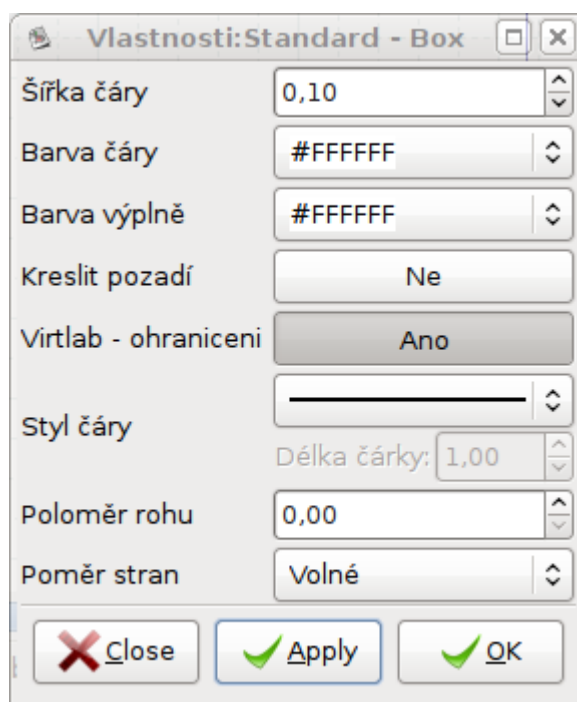 Vlastnosti:Standard - Box
Šířka čáry 0,10
Barva čáry #FFFFFF
Barva výplně #FFFFFF
Kreslit pozadí Ne
Virtlab - ohraniceni Ano
Styl čáry
Délka čárky: 1,00
Poloměr rohu 0,00
Poměr stran Volné
Close Apply OK